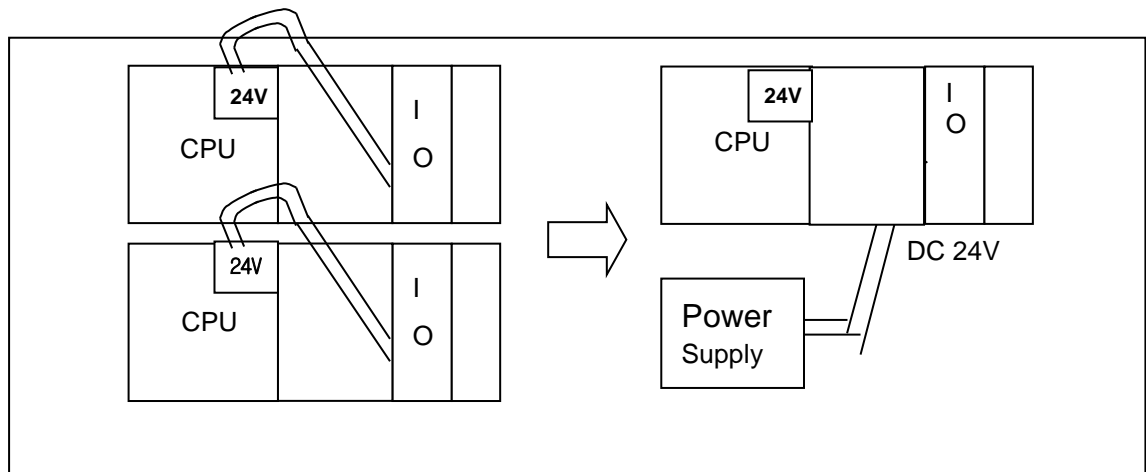 24V
CPU
I
O
24V
CPU
I
O
24V
CPU
I
O
DC 24V
Power
Supply